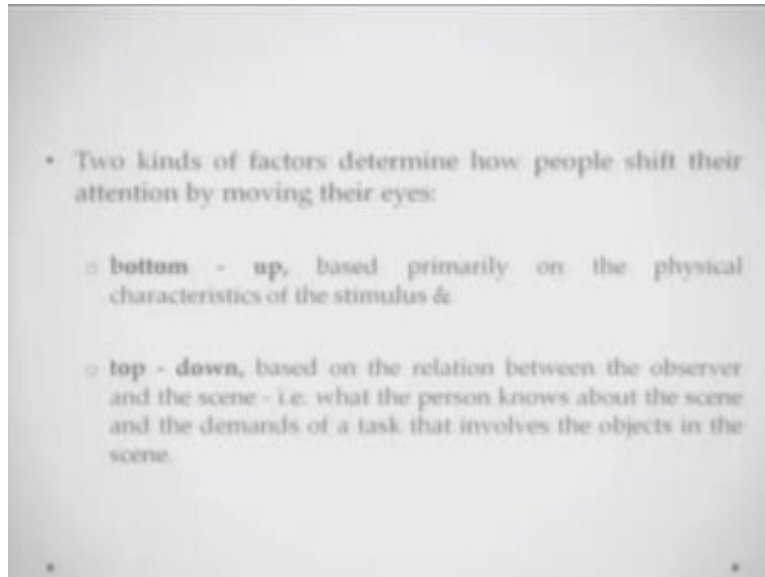 • Two kinds of factors determine how people shift their
attention by moving their eyes:
o bottom - up, based primarily on the physical
characteristics of the stimulus &
o top - down, based on the relation between the observer
and the scene - i.e. what the person knows about the scene
and the demands of a task that involves the objects in the
scene.